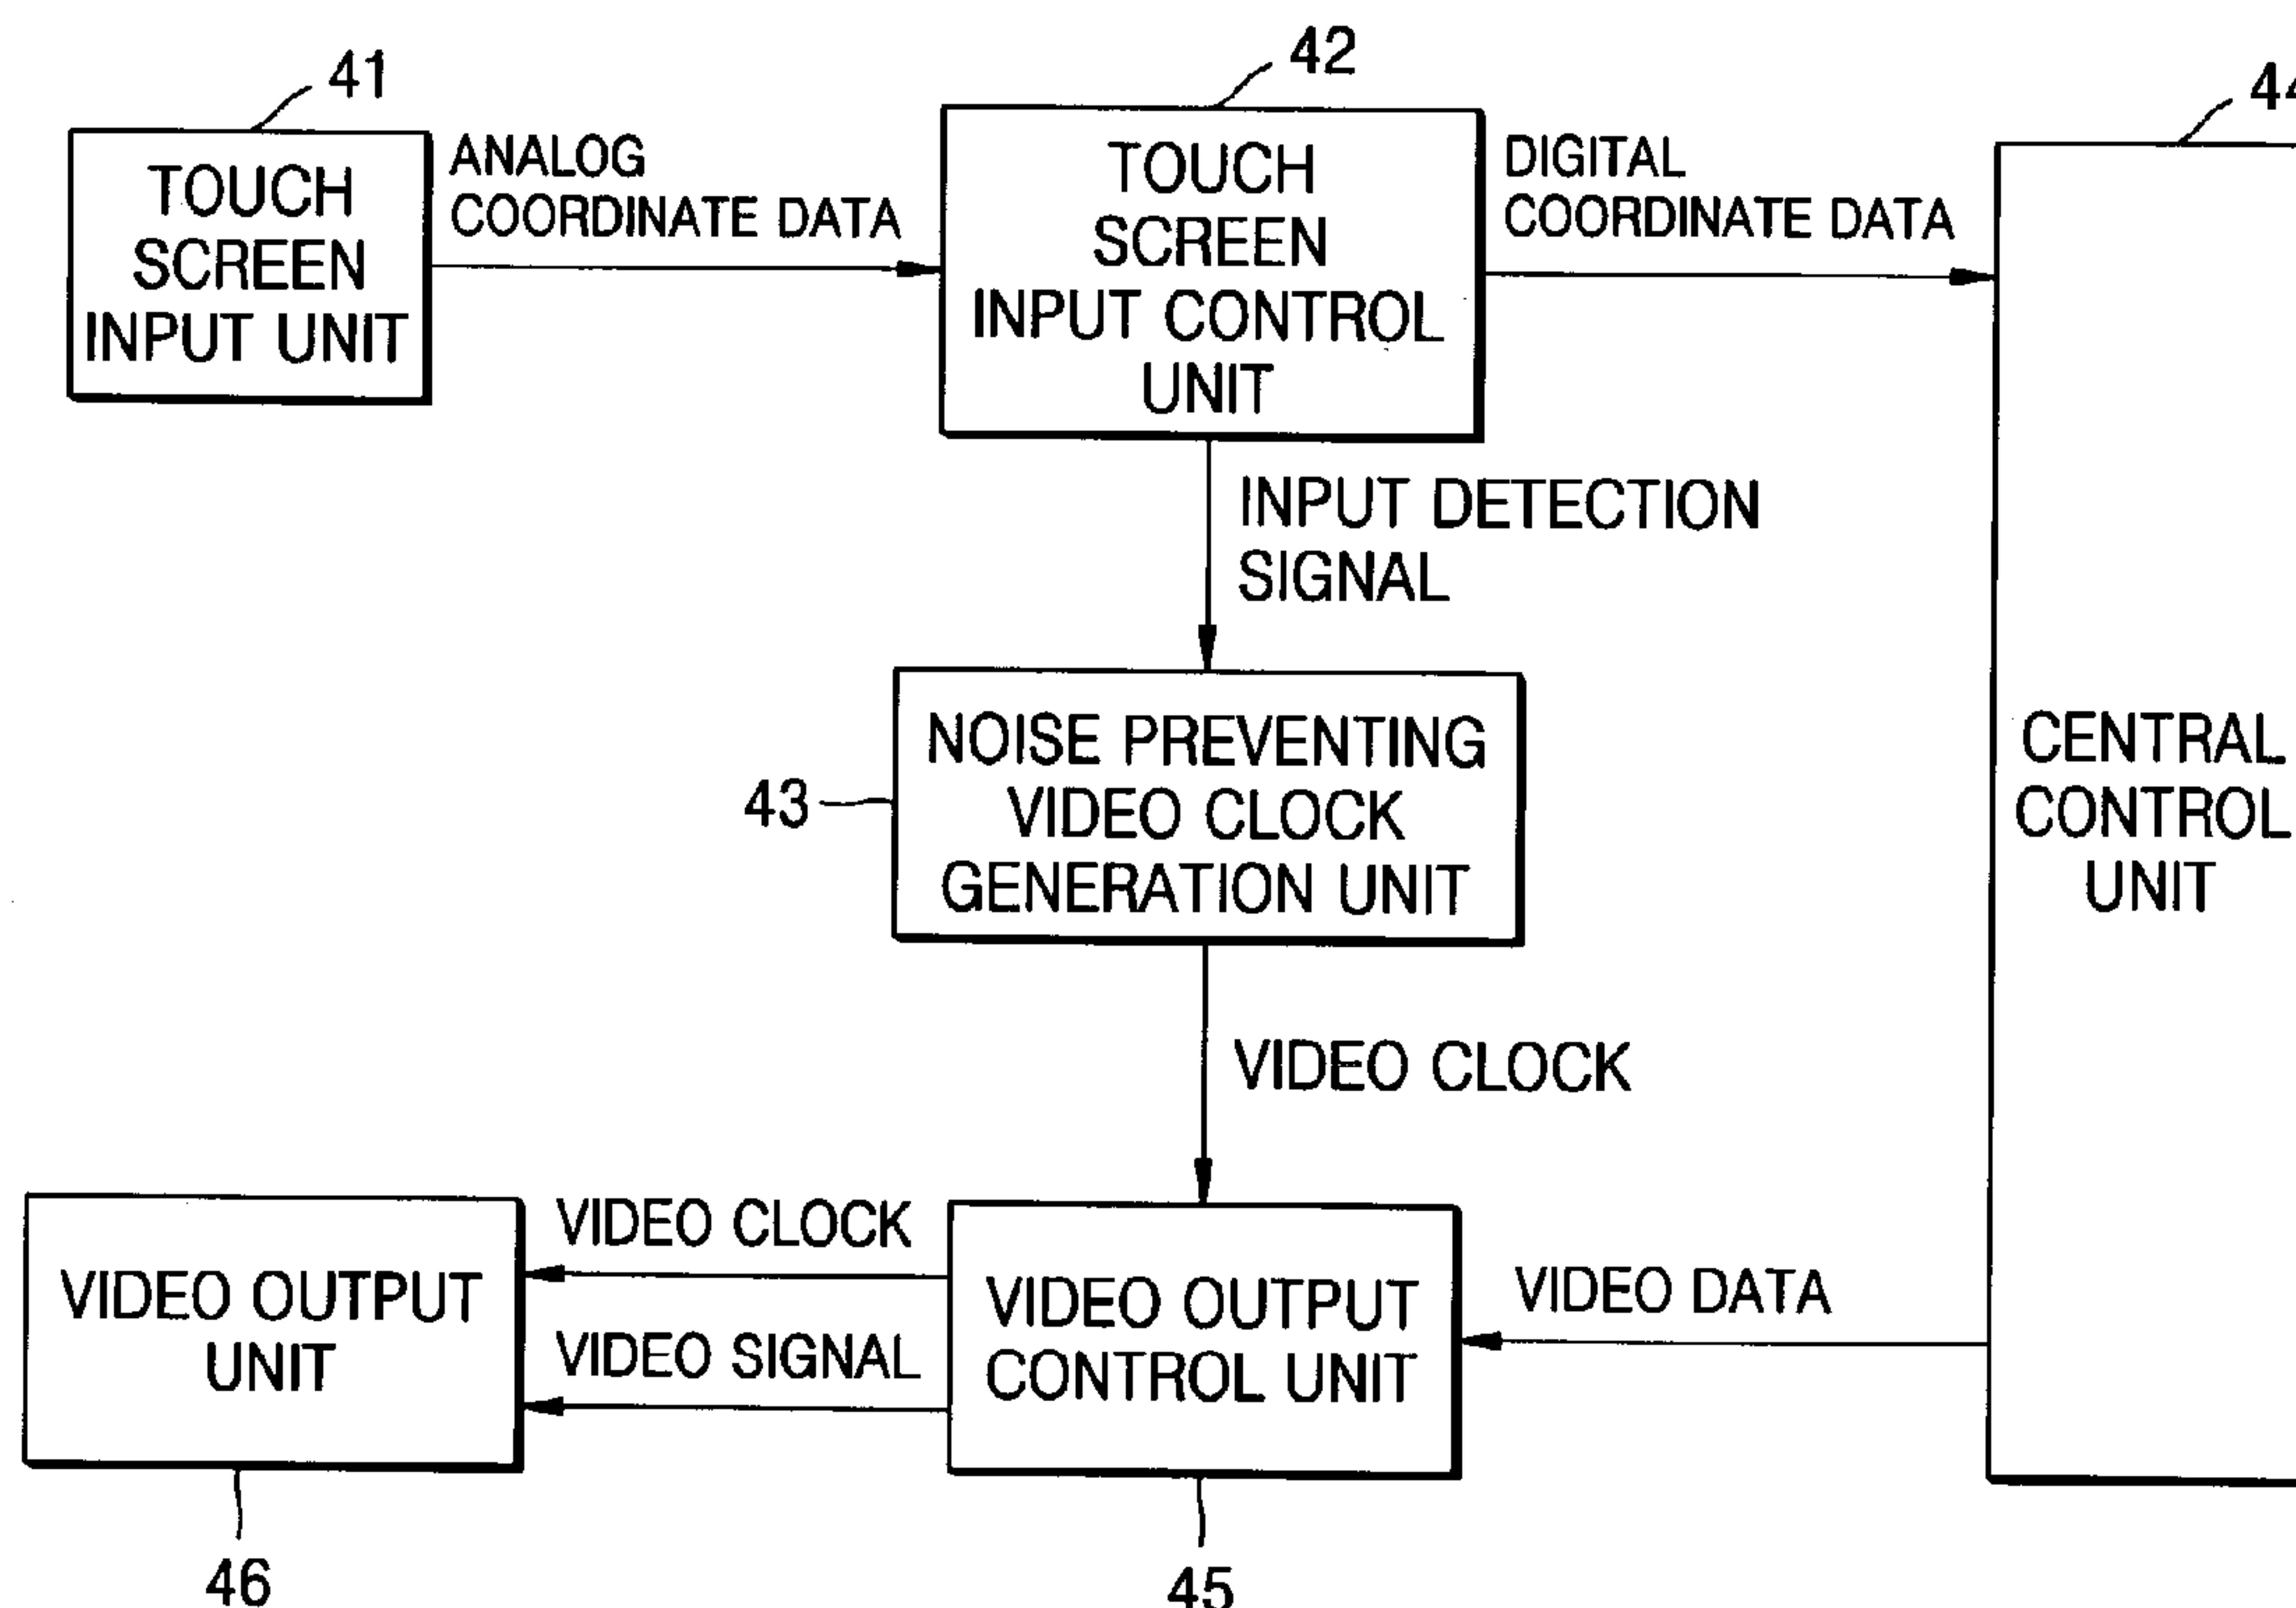 41
42
44
TOUCH
SCREEN
INPUT UNIT
ANALOG
COORDINATE DATA
TOUCH
SCREEN
INPUT CONTROL
UNIT
DIGITAL
COORDINATE DATA
INPUT DETECTION
SIGNAL
43
NOISE PREVENTING
VIDEO CLOCK
GENERATION UNIT
CENTRAL
CONTROL
UNIT
VIDEO CLOCK
VIDEO OUTPUT
UNIT
VIDEO CLOCK
VIDEO SIGNAL
VIDEO OUTPUT
CONTROL UNIT
VIDEO DATA
46
45